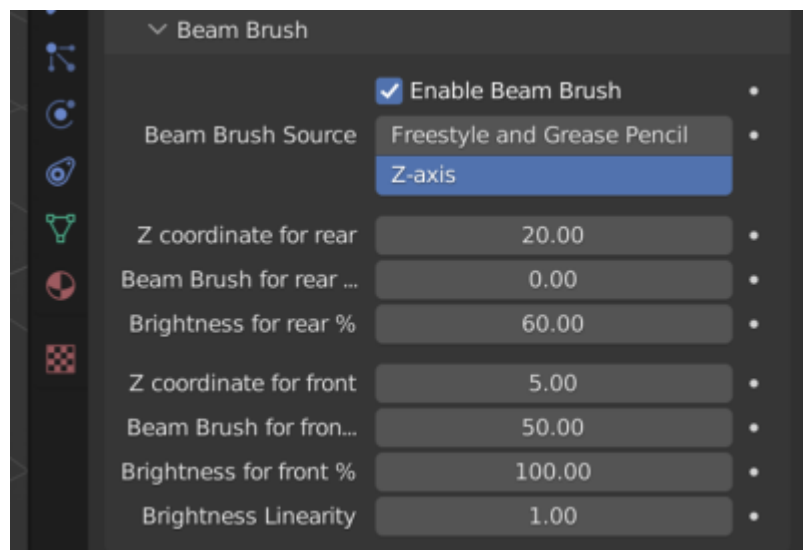 Beam Brush
Enable Beam Brush
Beam Brush Source Freestyle and Grease Pencil
Z-axis
Z coordinate for rear 20.00
Beam Brush for rear ... 0.00
Brightness for rear % 60.00
Z coordinate for front 5.00
Beam Brush for fron... 50.00
Brightness for front % 100.00
Brightness Linearity 1.00